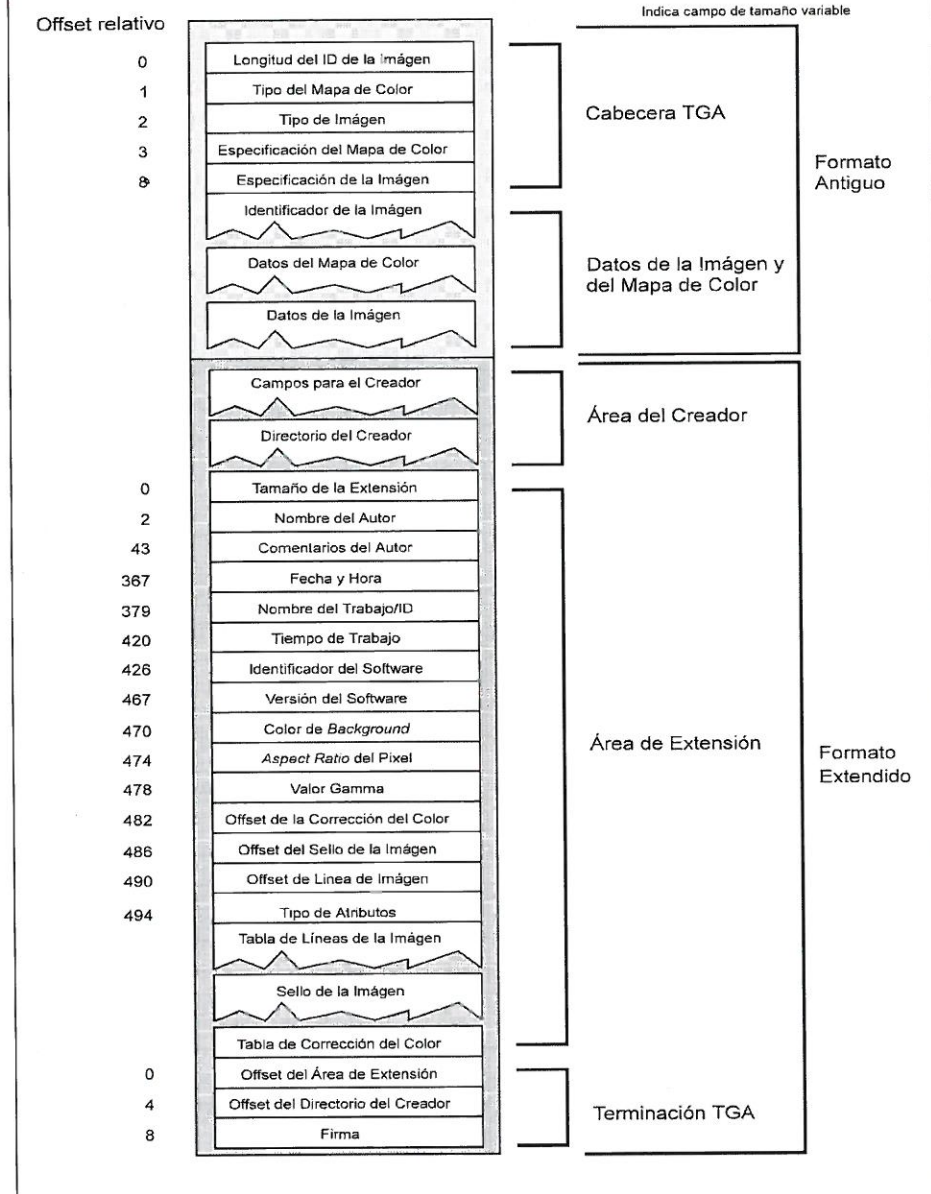 Indica campo de tamaño variable
Offset relativo
0 Longitud del ID de la Imágen
1 Tipo del Mapa de Color
2 Tipo de Imágen
3 Especificación del Mapa de Color
8 Especificación de la Imágen
Identificador de la Imágen
Cabecera TGA
Formato
Antiguo
Datos del Mapa de Color
Datos de la Imágen
Datos de la Imágen y
del Mapa de Color
Campos para el Creador
Directorio del Creador
Área del Creador
0 Tamaño de la Extensión
2 Nombre del Autor
43 Comentarios del Autor
367 Fecha y Hora
379 Nombre del Trabajo/ID
420 Tiempo de Trabajo
426 Identificador del Software
467 Versión del Software
470 Color de Background
474 Aspect Ratio del Pixel
478 Valor Gamma
482 Offset de la Corrección del Color
486 Offset del Sello de la Imágen
490 Offset de Linea de Imágen
494 Tipo de Atributos
Tabla de Líneas de la Imágen
Sello de la Imágen
Tabla de Corrección del Color
Área de Extensión
Formato
Extendido
0 Offset del Área de Extensión
4 Offset del Directorio del Creador
8 Firma
Terminación TGA